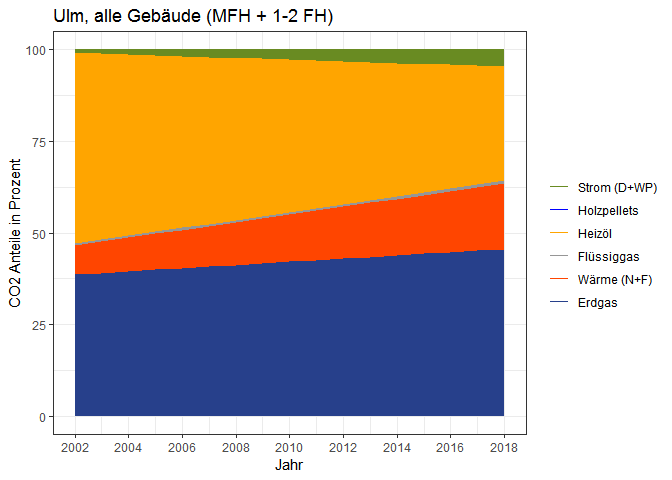 Ulm, alle Gebäude (MFH + 1-2 FH)
CO2 Anteile in Prozent
100
75
50
25
0
2002 2004 2006 2008 2010 2012 2014 2016 2018
Jahr
Strom (D+WP)
Holzpellets
Heizöl
Flüssiggas
Wärme (N+F)
Erdgas